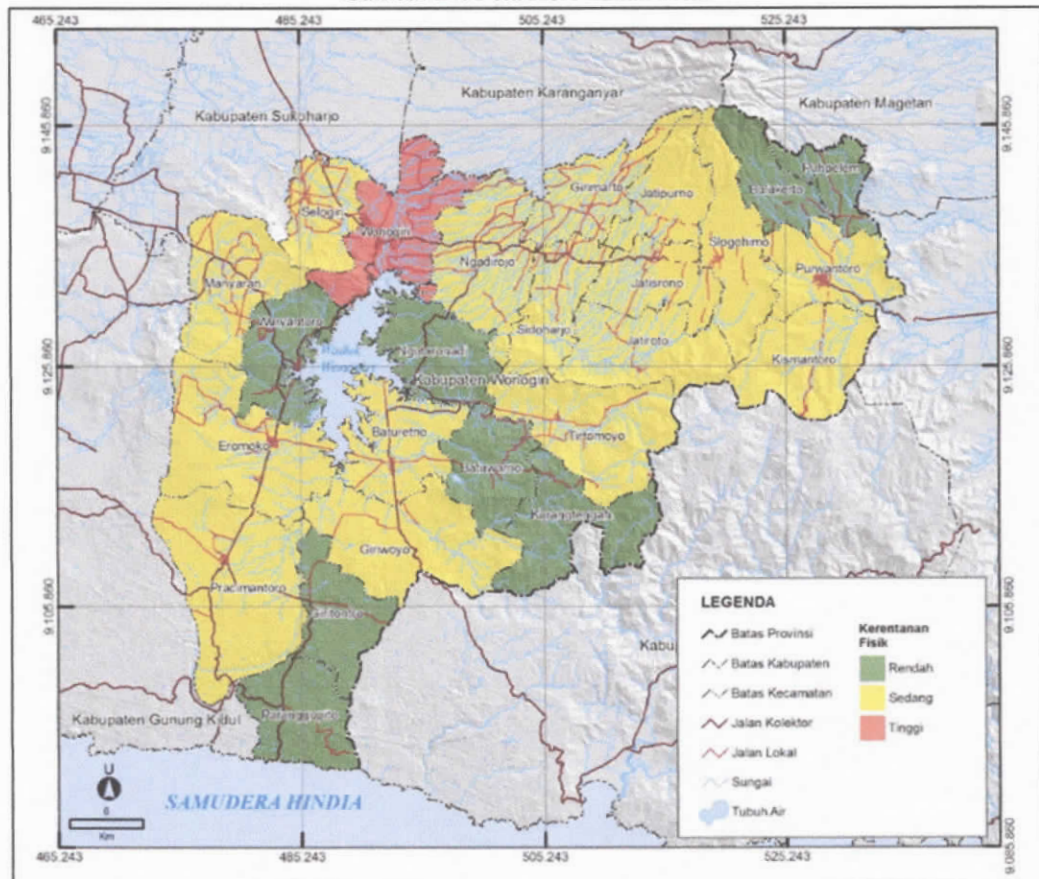 465.243 485.243 505.243 525.243
9.145.860 9.145.860
9.125.860 9.125.860
9.105.860 9.105.860
9.085.860
Kabupaten Karanganyar
Kabupaten Magetan
Kabupaten Sukoharjo
Puhpelem
Bulukerto
Girimarto
Jatipurno
Selogiri
Wonogiri
Slogohimo
Ngadirojo
Purwantoro
Manyaran
Jatisrono
Wuryantoro
Sidoharjo
Jatiroto
Nguntoronadi
Kismantoro
Kabupaten Wonogiri
Baturetno
Tirtomoyo
Eromoko
Batuwarno
Karangtengah
Giriwoyo
Pracimantoro
Giritontro
Kabu
Kabupaten Gunung Kidul
SAMUDERA HINDIA
U
6
Km
LEGENDA
Batas Provinsi
Batas Kabupaten
Batas Kecamatan
Jalan Kolektor
Jalan Lokal
Sungai
Tubuh Air
Kerentanan
Fisik
Rendah
Sedang
Tinggi
465.243 485.243 505.243 525.243